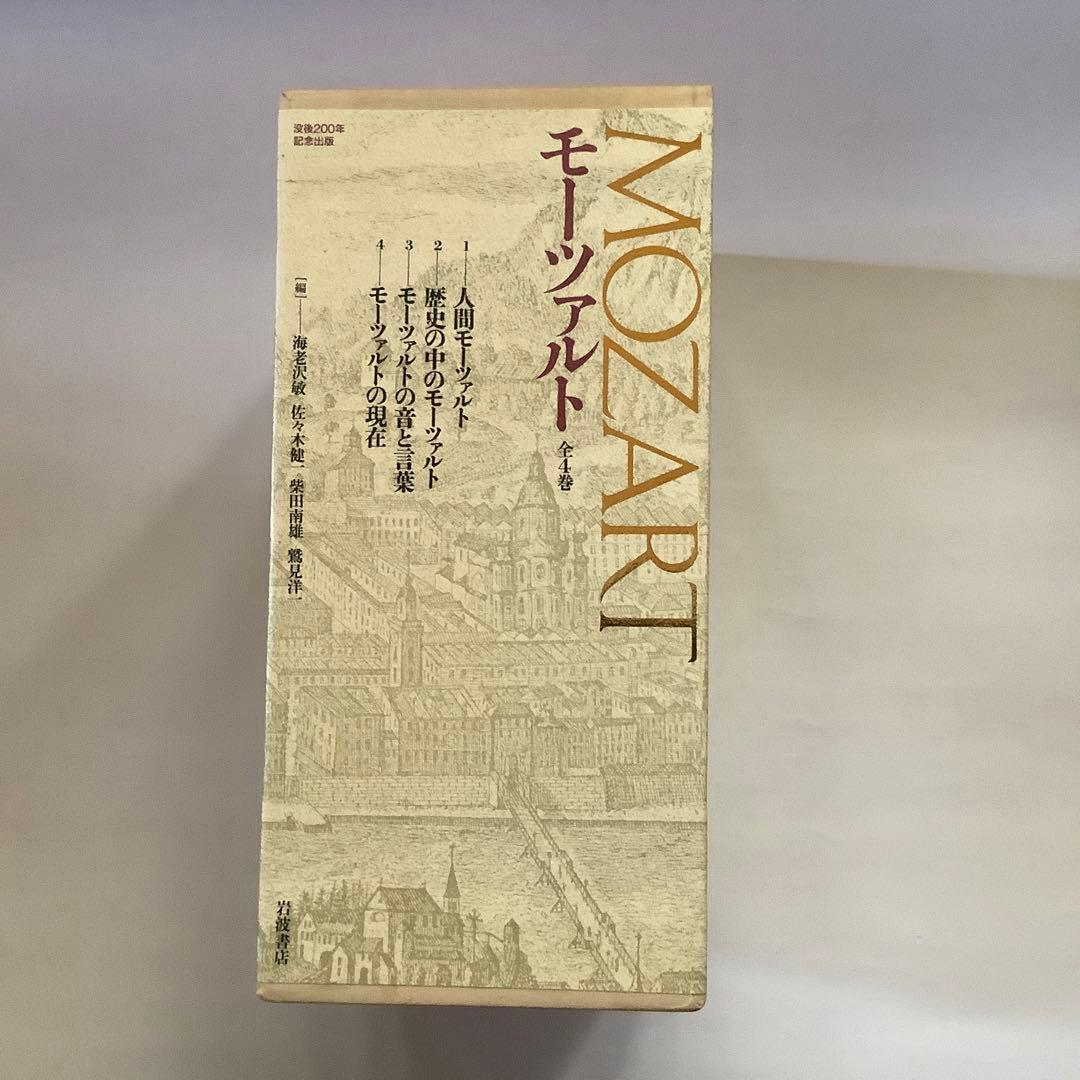 MOZART
モーツァルト 全4巻
没後200年
記念出版
1——人間モーツァルト
2——歴史の中のモーツァルト
3——モーツァルトの音と言葉
4——モーツァルトの現在
[編]——海老沢敏 佐々木健一 柴田南雄 鷲見洋一
岩波書店